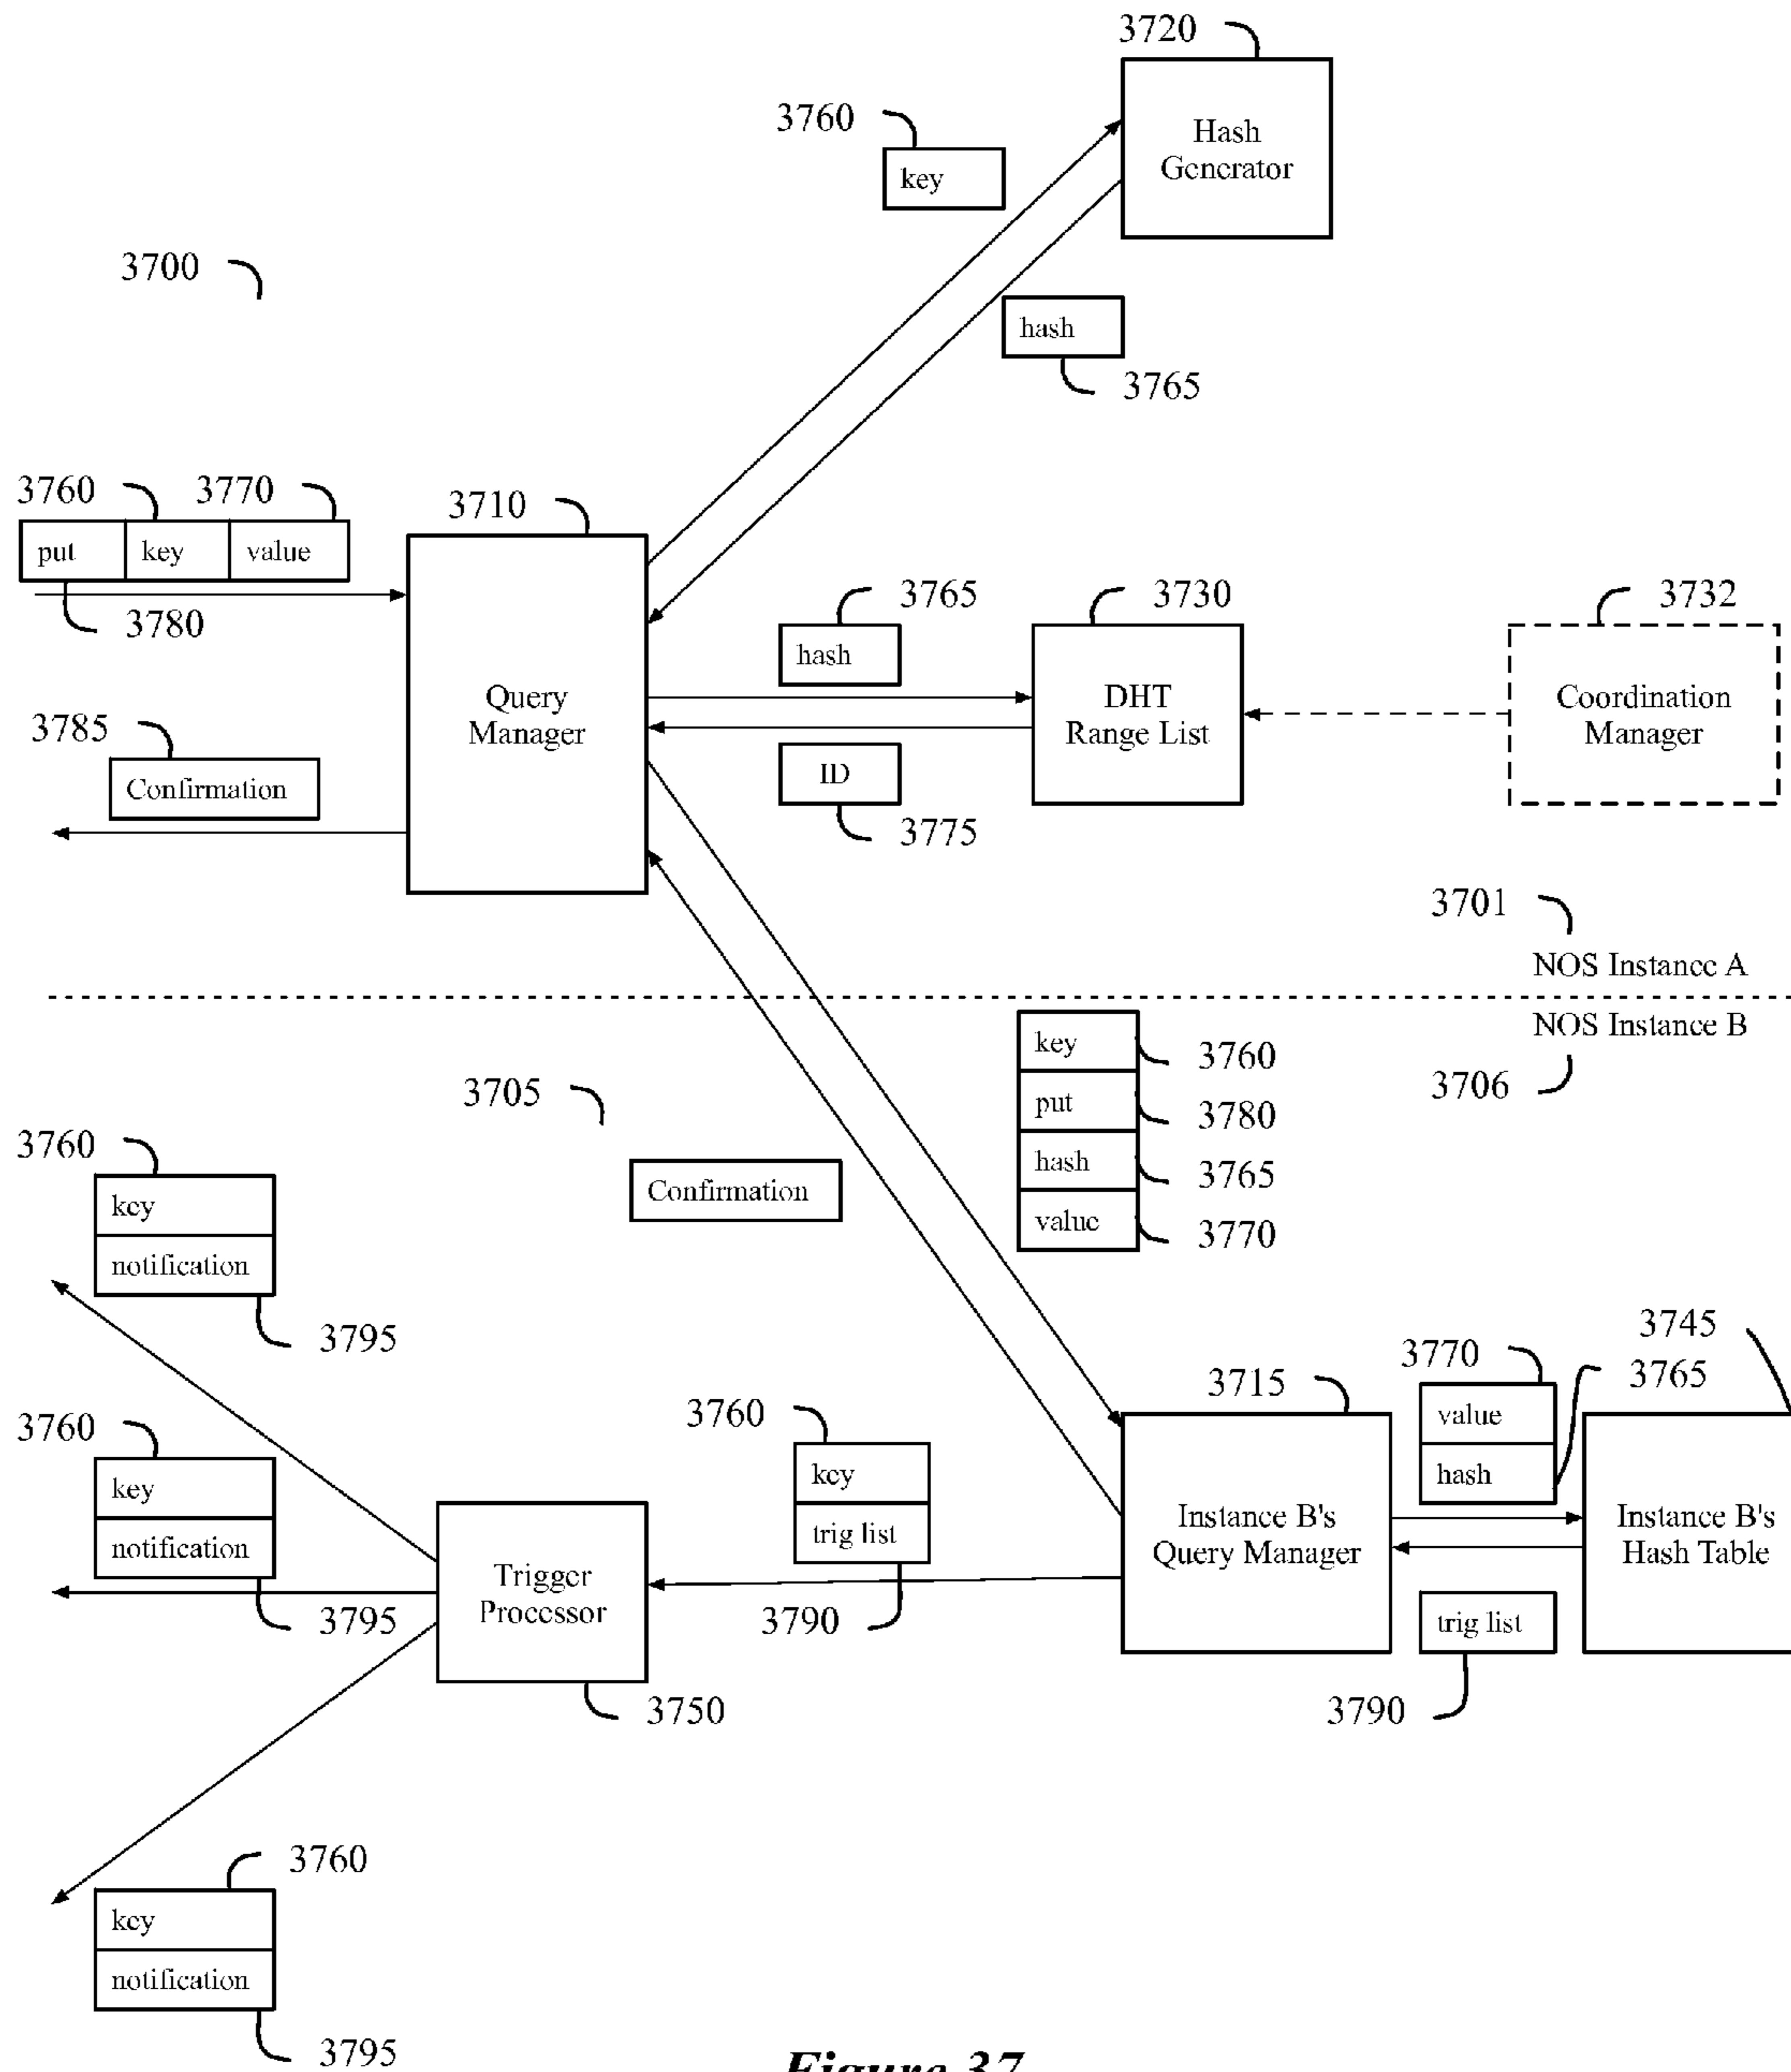 3720
3760
Hash
Generator
key
3700
hash
3765
3760
3770
3710
put
key
value
3780
3765
3730
3732
hash
Query
Manager
DHT
Range List
Coordination
Manager
3785
Confirmation
ID
3775
3701
NOS Instance A
NOS Instance B
key
3760
3706
3705
put
3780
3760
hash
3765
key
Confirmation
value
3770
notification
3795
3745
3770
3765
3715
3760
3760
value
key
key
hash
trig list
notification
Instance B's
Query Manager
Instance B's
Hash Table
Trigger
Processor
3795
3790
trig list
3750
3790
3760
key
notification
3795
Figure 37